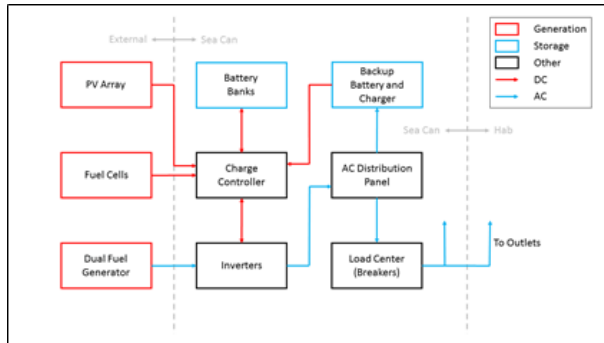 External
Sea Can
Generation
Storage
Other
DC
AC
PV Array
Battery
Banks
Backup
Battery and
Charger
Sea Can
Hab
Fuel Cells
Charge
Controller
AC Distribution
Panel
Dual Fuel
Generator
Inverters
Load Center
(Breakers)
To Outlets